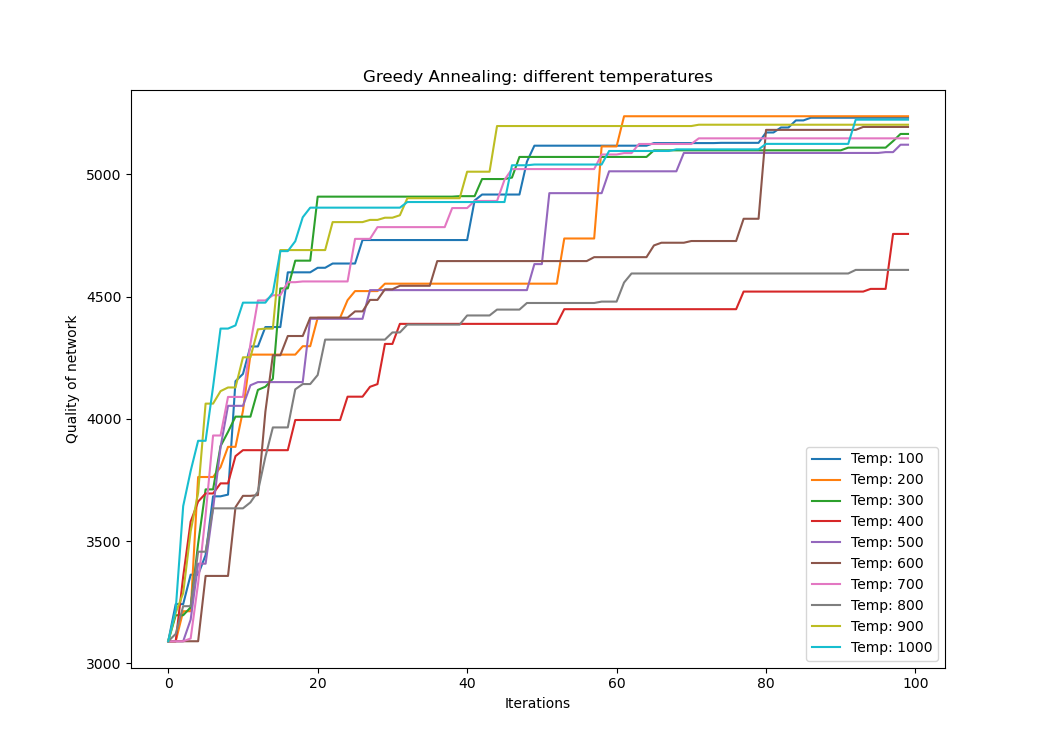 Greedy Annealing: different temperatures
Quality of network
5000
4500
4000
3500
3000
0 20 40 60 80 100
Iterations
Temp: 100
Temp: 200
Temp: 300
Temp: 400
Temp: 500
Temp: 600
Temp: 700
Temp: 800
Temp: 900
Temp: 1000